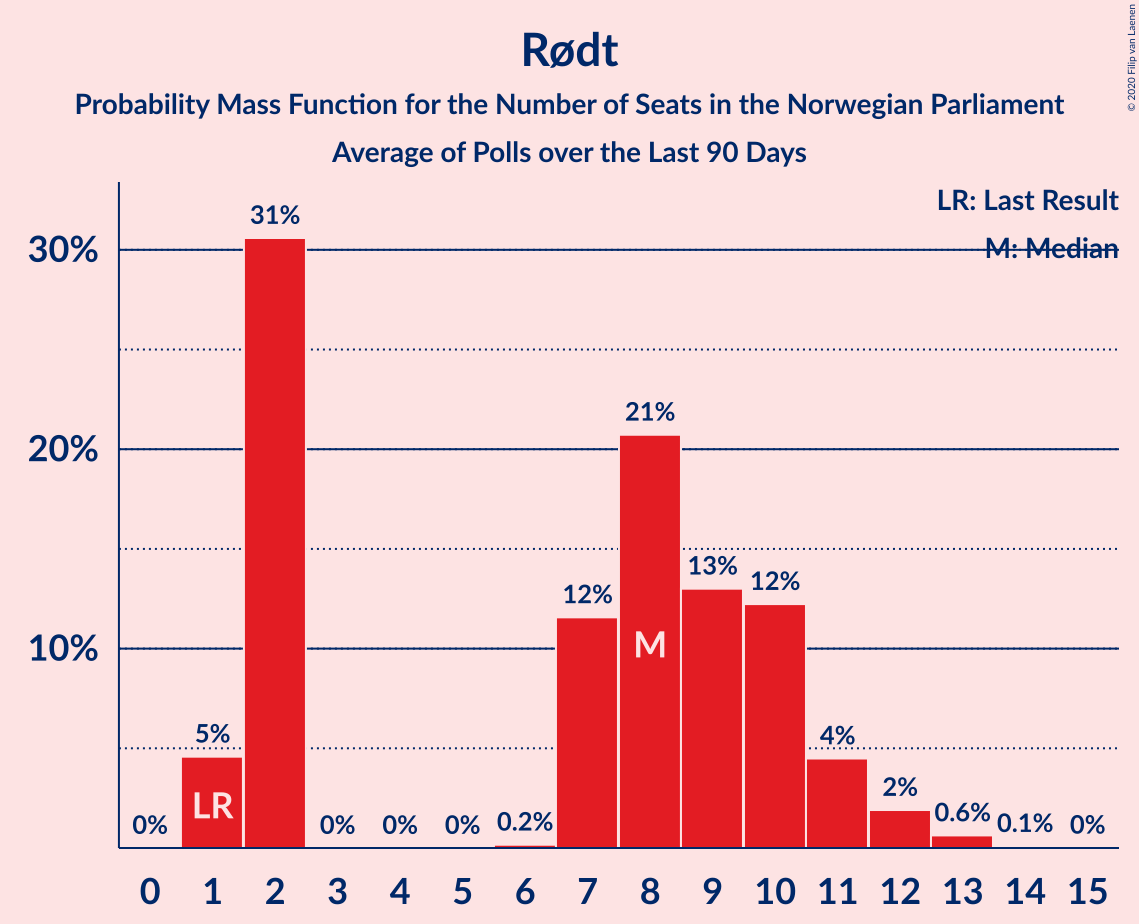 Rødt
Probability Mass Function for the Number of Seats in the Norwegian Parliament
Average of Polls over the Last 90 Days
© 2020 Filip van Laenen
LR: Last Result
M: Median
30%
20%
10%
0%
5%
31%
0%
0%
0%
0.2%
12%
21%
13%
12%
4%
2%
0.6%
0.1%
0%
LR
M
0 1 2 3 4 5 6 7 8 9 10 11 12 13 14 15